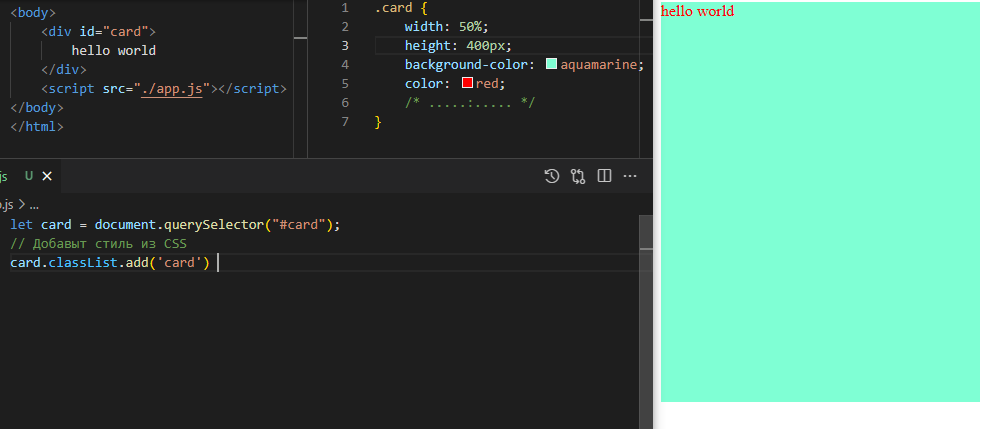 <body>
<div id="card">
hello world
</div>
<script src="./app.js"></script>
</body>
</html>
1 .card {
2 width: 50%;
3 height: 400px;
4 background-color: aquamarine;
5 color: red;
6 /* .....:..... */
7 }
hello world
js U
.js > ...
let card = document.querySelector("#card");
// Добавыт стиль из CSS
card.classList.add('card')